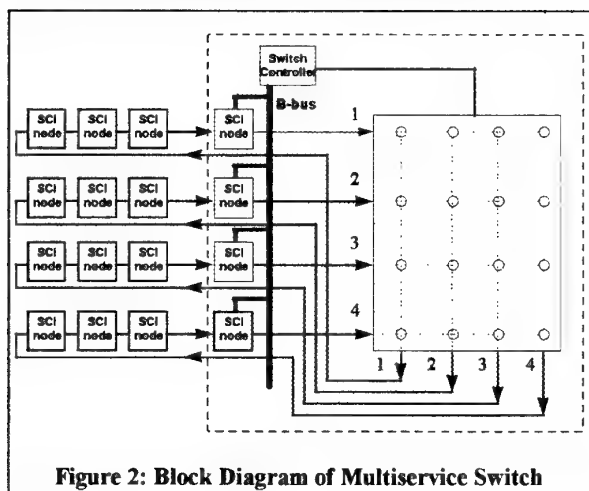 Switch
Controller
B-bus
SCI
node
SCI
node
SCI
node
SCI
node
1
SCI
node
SCI
node
SCI
node
SCI
node
2
SCI
node
SCI
node
SCI
node
SCI
node
3
SCI
node
SCI
node
SCI
node
SCI
node
4
1 2 3 4
Figure 2: Block Diagram of Multiservice Switch